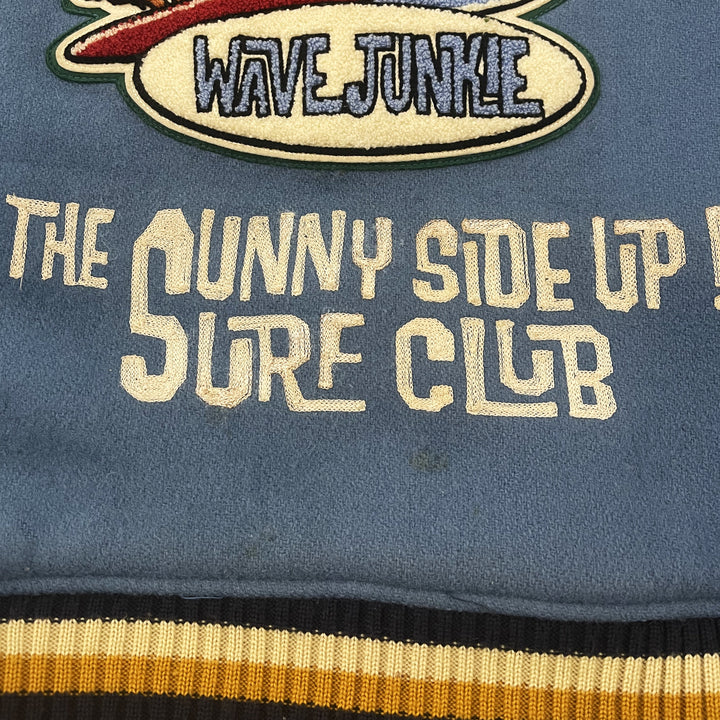 WAVE JUNKIE
THE SUNNY SIDE UP !
SURF CLUB